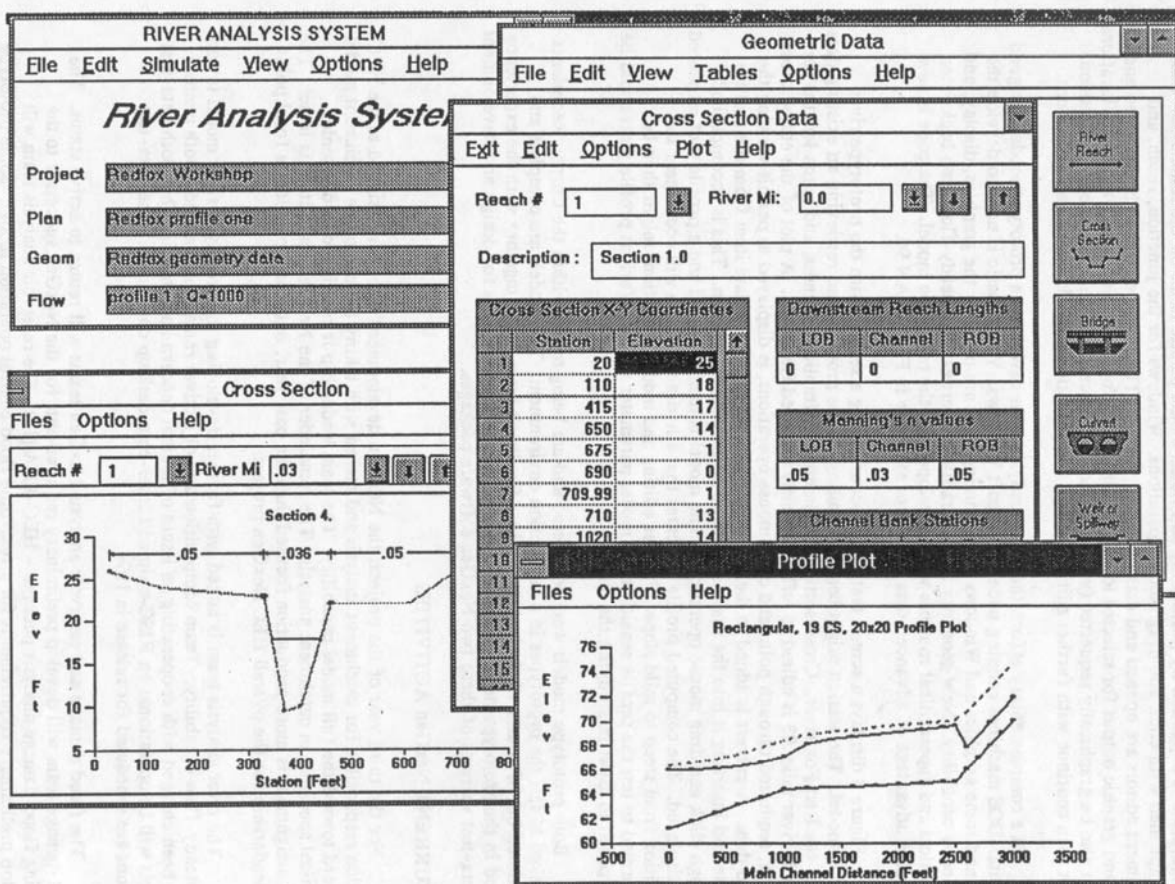 RIVER ANALYSIS SYSTEM
File Edit Simulate View Options Help
River Analysis System
Project Redfox Workshop
Plan Redfox profile one
Geom Redfox geometry data
Flow profile 1 Q=1000
Geometric Data
File Edit View Tables Options Help
River Reach
Cross Section
Bridge
Culvert
Weir or Spillway
Cross Section Data
Exit Edit Options Plot Help
Reach # 1 River Mi: 0.0
Description : Section 1.0
Cross Section X-Y Coordinates
Station Elevation
1 20 25
2 110 18
3 415 17
4 650 14
5 675 1
6 690 0
7 709.99 1
8 710 13
9 1020 14
10
11
12
13
14
15
Downstream Reach Lengths
LOB Channel ROB
0 0 0
Manning's n values
LOB Channel ROB
.05 .03 .05
Channel Bank Stations
Cross Section
Files Options Help
Reach # 1 River Mi .03
Section 4.
.05 .036 .05
Elev Ft
30
25
20
15
10
5
0 100 200 300 400 500 600 700 80
Station (Feet)
Profile Plot
Files Options Help
Rectangular, 19 CS, 20x20 Profile Plot
El Ft
76
74
72
70
68
66
64
62
60
-500 0 500 1000 1500 2000 2500 3000 3500
Main Channel Distance (Feet)